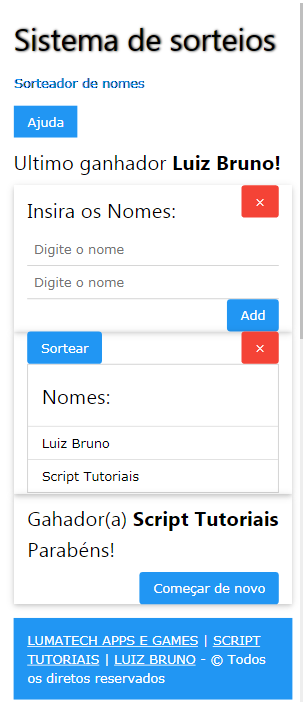 Sistema de sorteios
Sorteador de nomes
Ajuda
Ultimo ganhador Luiz Bruno!
Insira os Nomes:
×
Digite o nome
Digite o nome
Add
Sortear
×
Nomes:
Luiz Bruno
Script Tutoriais
Gahador(a) Script Tutoriais
Parabéns!
Começar de novo
LUMATECH APPS E GAMES | SCRIPT
TUTORIAIS | LUIZ BRUNO - © Todos
os diretos reservados